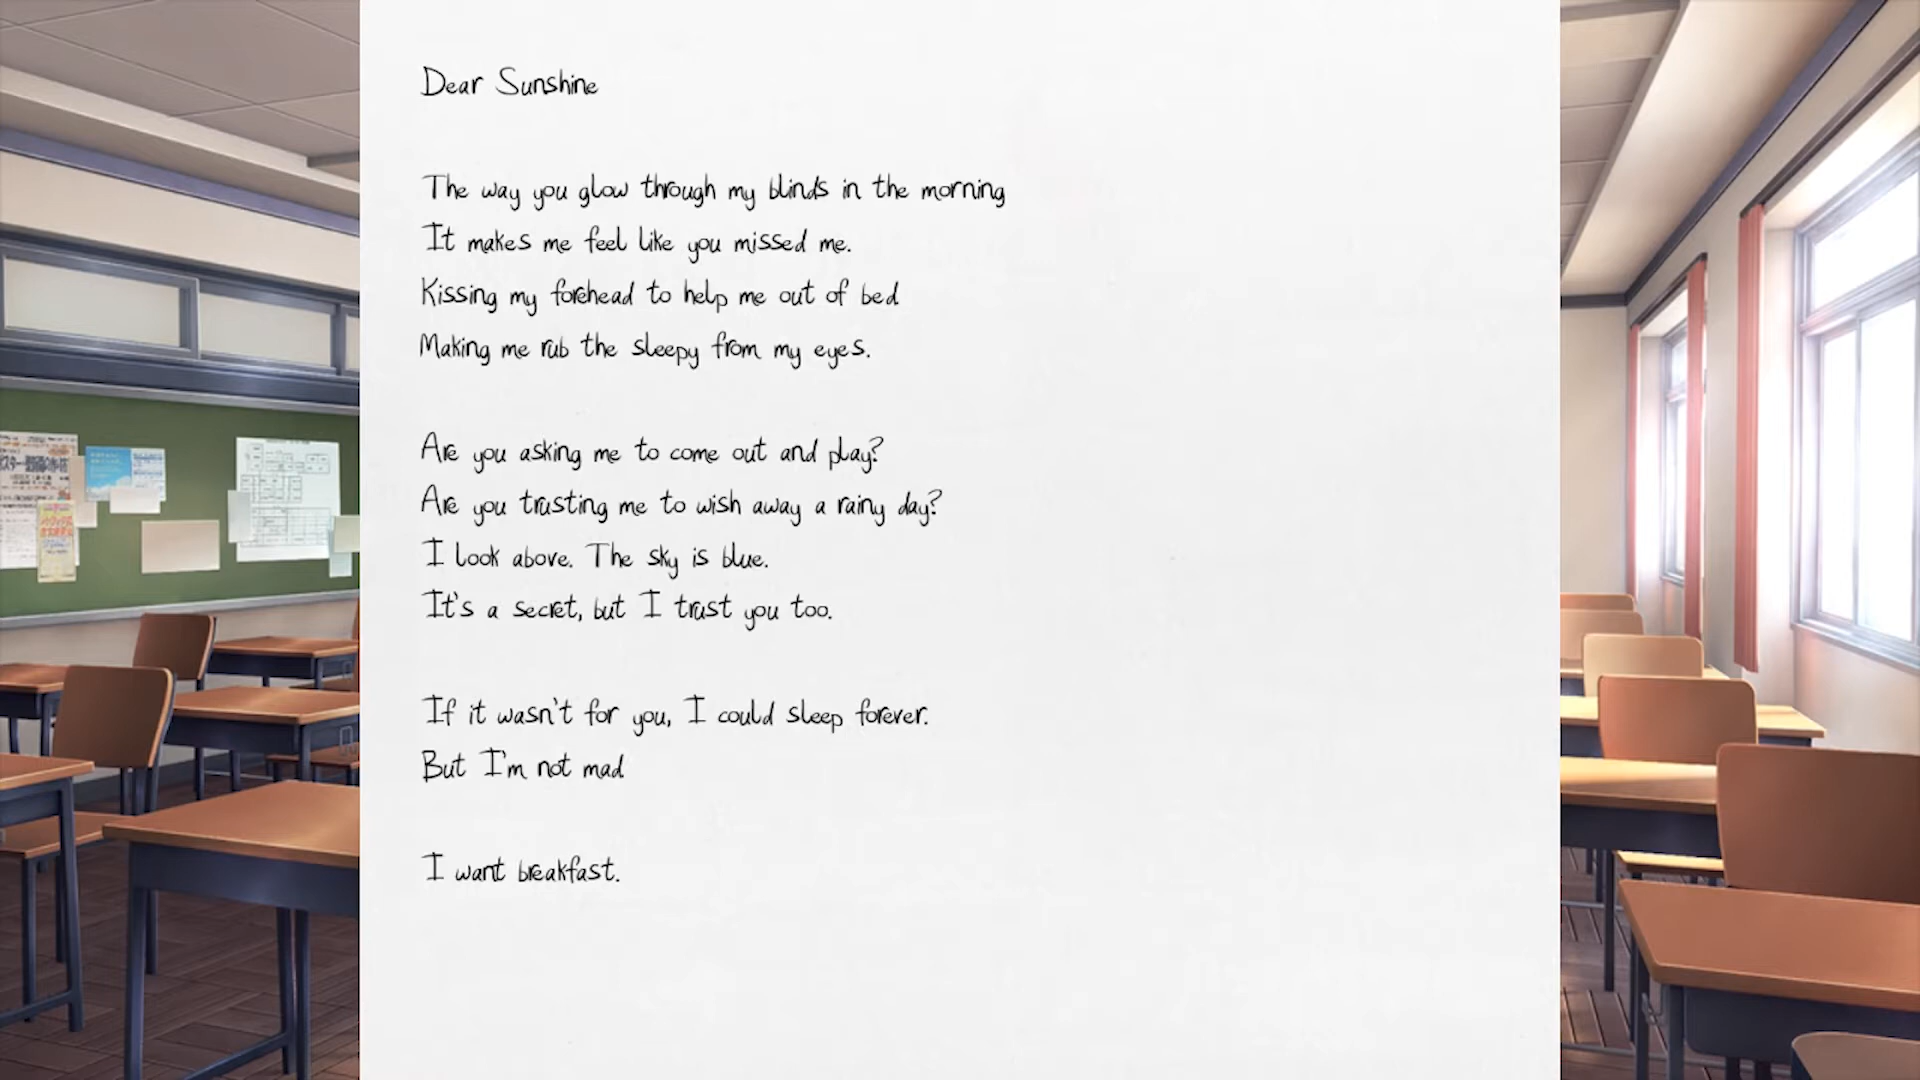 Dear Sunshine
The way you glow through my blinds in the morning
It makes me feel like you missed me.
Kissing my forehead to help me out of bed
Making me rub the sleepy from my eyes.
Are you asking me to come out and play?
Are you trusting me to wish away a rainy day?
I look above. The sky is blue.
It's a secret, but I trust you too.
If it wasn't for you, I could sleep forever.
But I'm not mad
I want breakfast.